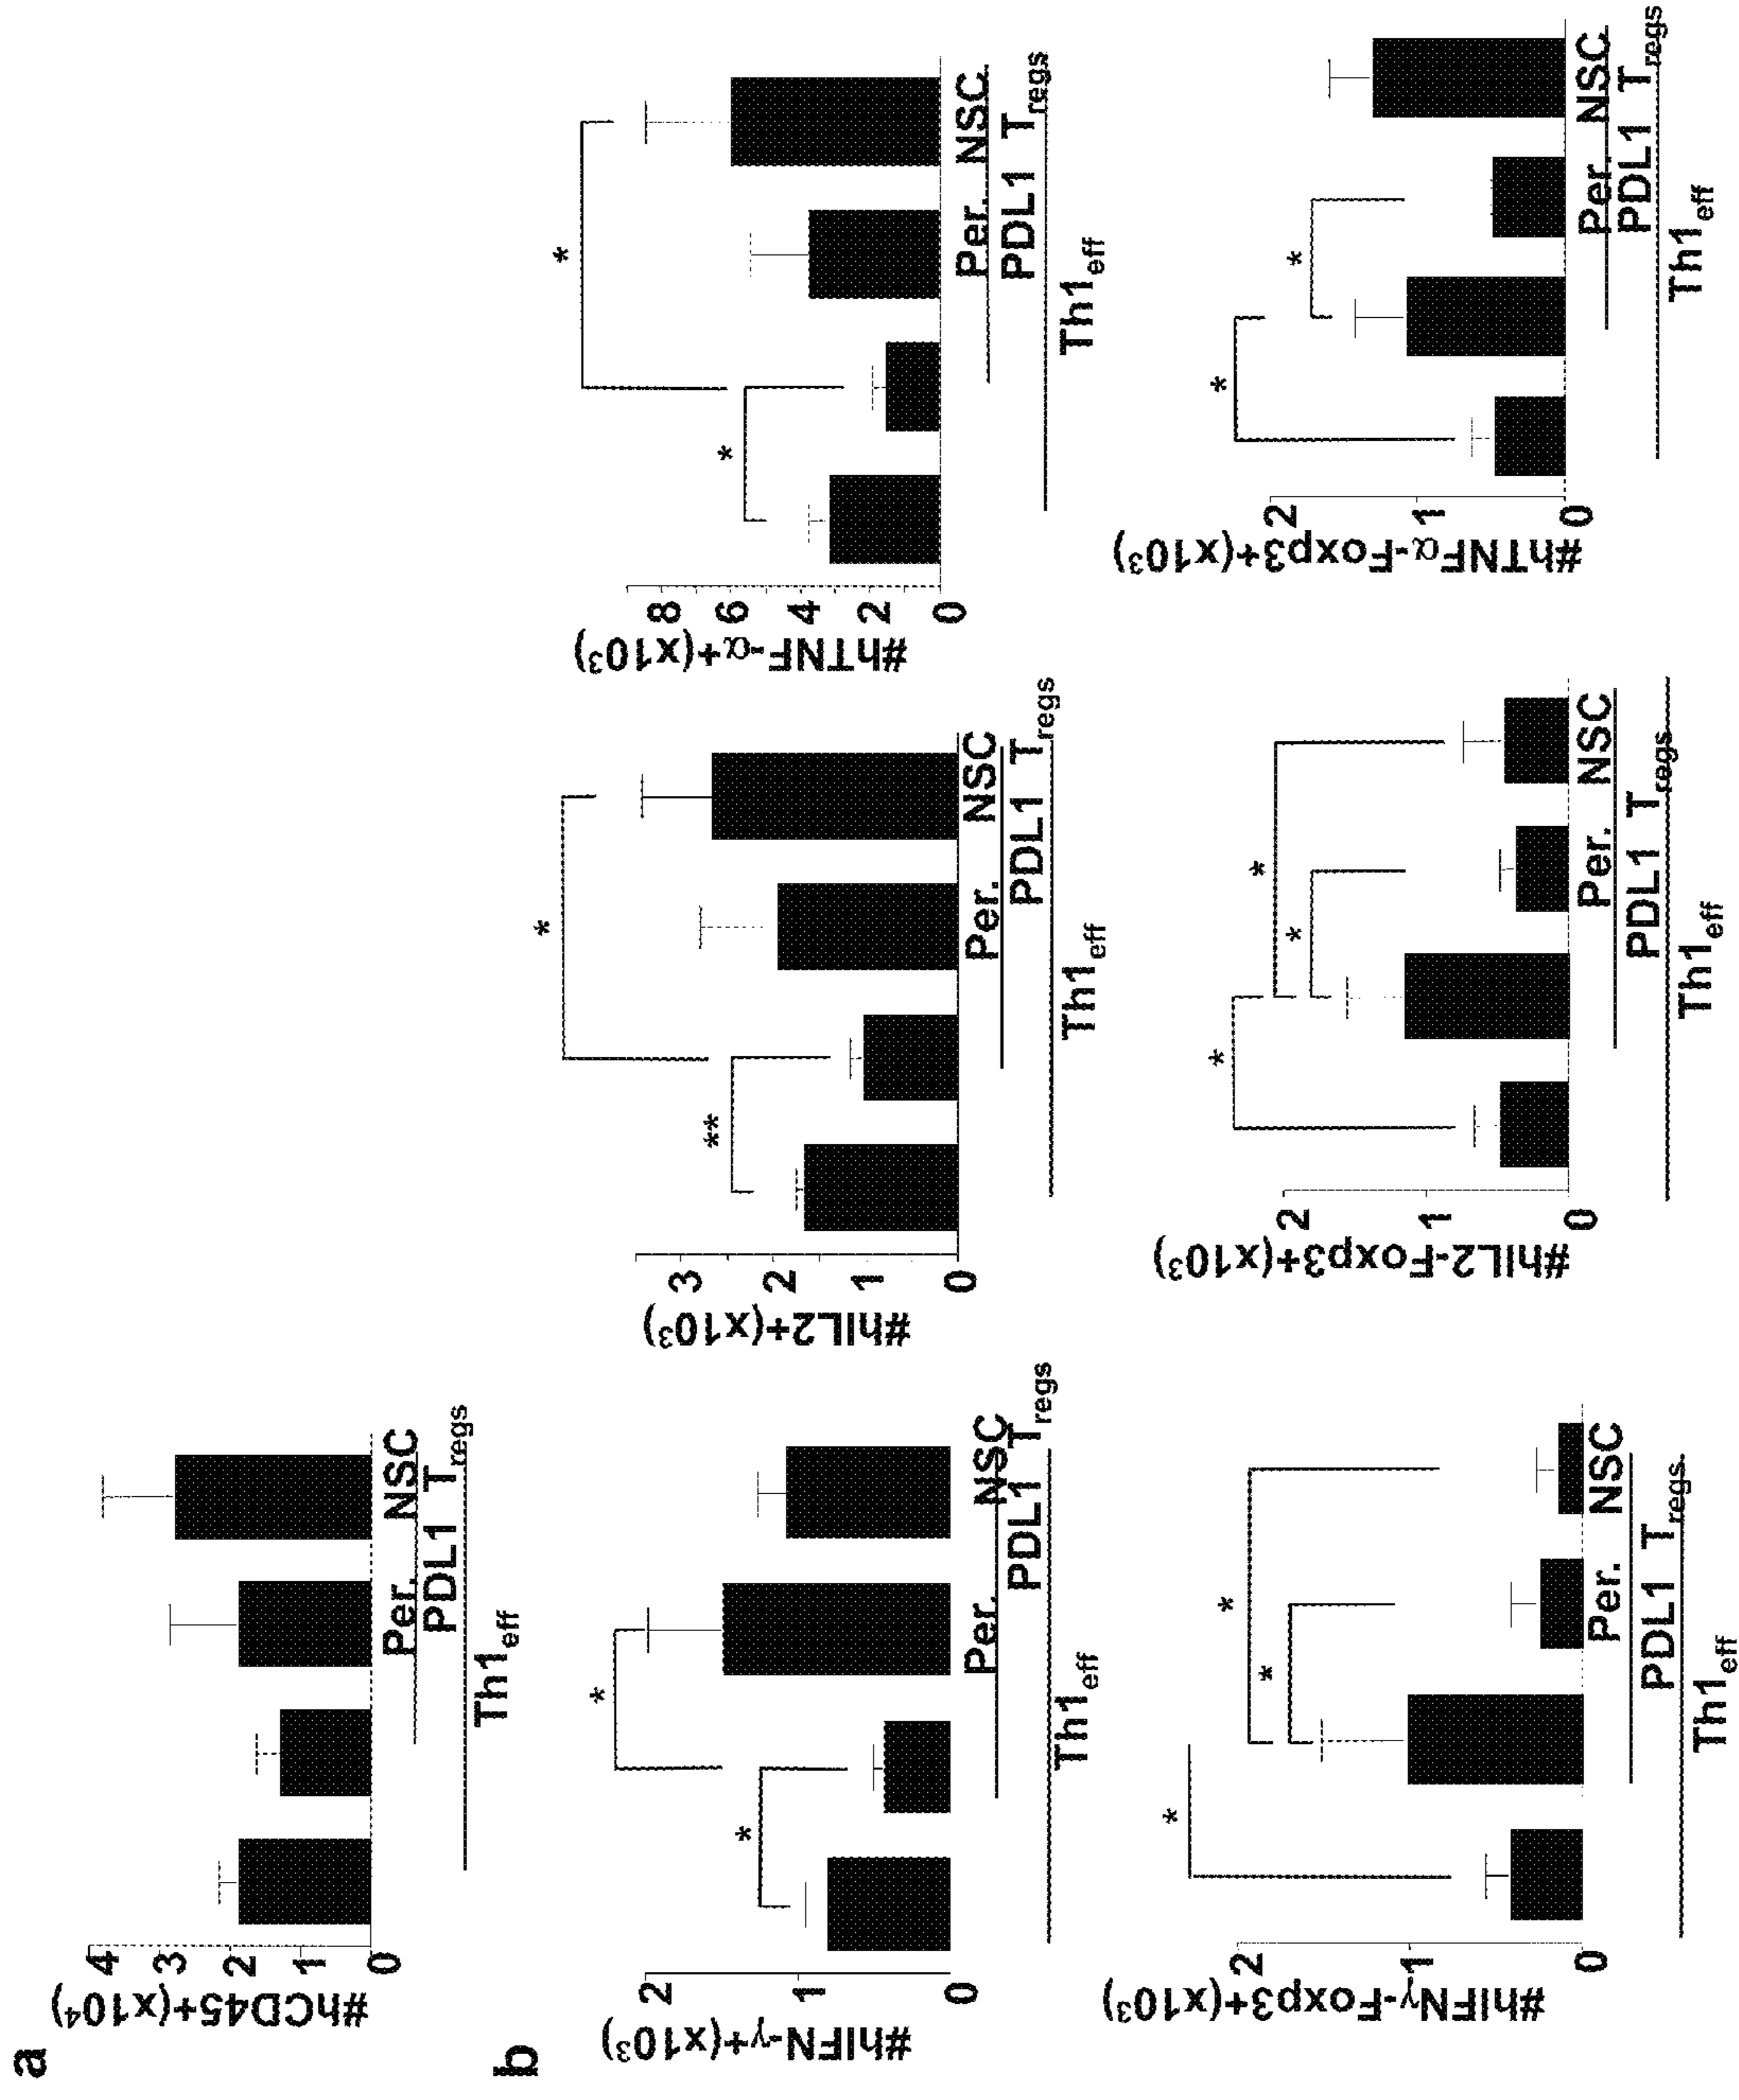 a
#hCD45+(x10⁴)
4
3
2
1
0
Per. NSC
PDL1 Tregs
Th1eff
b
#hIFN-γ+(x10³)
2
1
0
*
*
Per. NSC
PDL1 Tregs
Th1eff
#hIL2+(x10³)
3
2
1
0
**
*
Per. NSC
PDL1 Tregs
Th1eff
#hTNF-α+(x10³)
8
6
4
2
0
*
*
Per. NSC
PDL1 Tregs
Th1eff
#hIFNγ-Foxp3+(x10³)
2
1
0
*
*
*
Per. NSC
PDL1 Tregs
Th1eff
#hIL2-Foxp3+(x10³)
2
1
0
*
*
*
Per. NSC
PDL1 Tregs
Th1eff
#hTNFα-Foxp3+(x10³)
2
1
0
*
*
Per. NSC
PDL1 Tregs
Th1eff